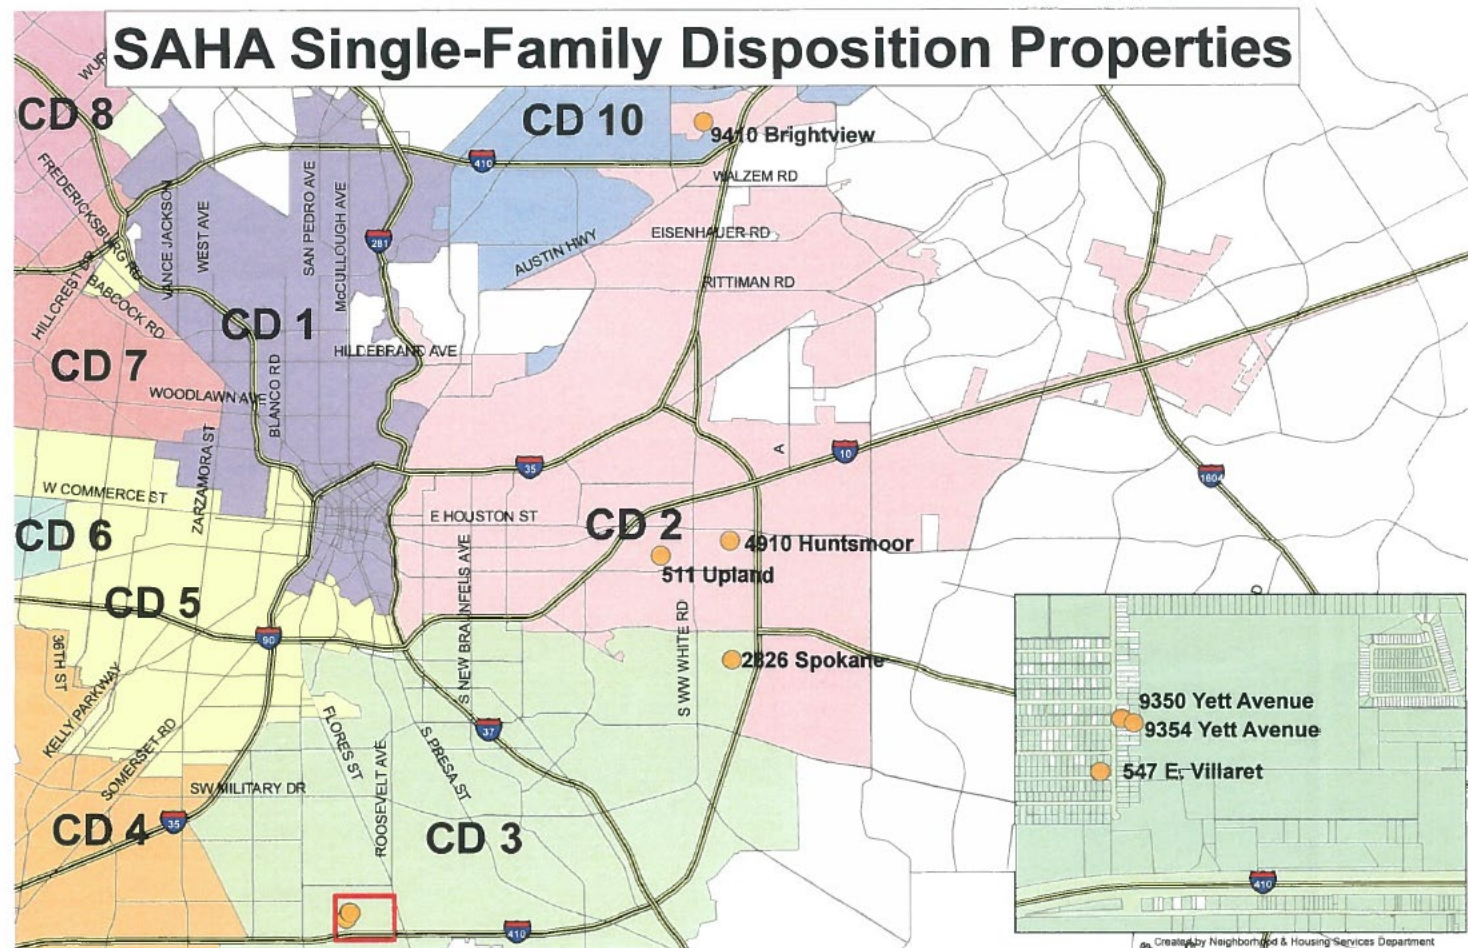 SAHA Single-Family Disposition Properties
CD 8
CD 10
9410 Brightview
410
WALZEM RD
FREDERICKSBURG RD
VANCE JACKSON
WEST AVE
SAN PEDRO AVE
McCULLOUGH AVE
281
AUSTIN HWY
EISENHAUER RD
RITTIMAN RD
HILLCREST DR
BABCOCK RD
CD 1
HILDEBRAND AVE
CD 7
WOODLAWN AVE
BLANCO RD
ZARZAMORA ST
A
10
35
1604
W COMMERCE ST
E HOUSTON ST
CD 2
CD 6
4910 Huntsmoor
511 Upland
S NEW BRAUNFELS AVE
CD 5
90
S WW WHITE RD
D
36TH ST
2826 Spokane
KELLY PARKWAY
SOMERSET RD
FLORES ST
S PRESA ST
37
ROOSEVELT AVE
SW MILITARY DR
CD 4
35
CD 3
410
9350 Yett Avenue
9354 Yett Avenue
547 E. Villaret
410
Created by Neighborhood & Housing Services Department